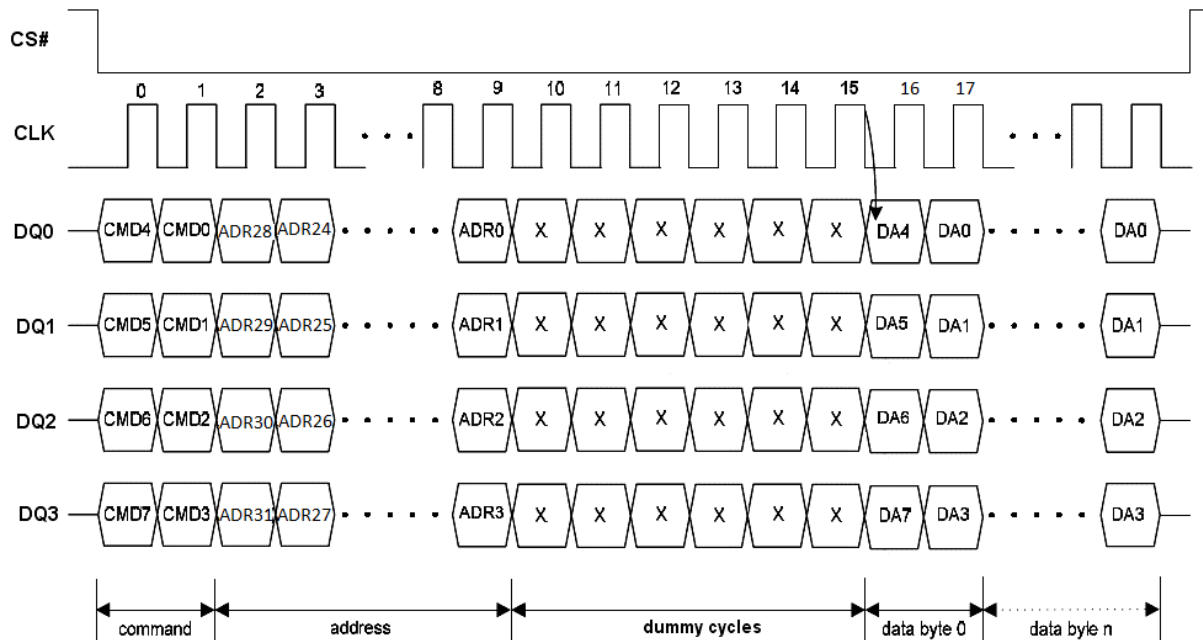 CS#
0 1 2 3 8 9 10 11 12 13 14 15 16 17
CLK
DQ0 CMD4 CMD0 ADR28 ADR24 ADR0 X X X X X X DA4 DA0 DA0
DQ1 CMD5 CMD1 ADR29 ADR25 ADR1 X X X X X X DA5 DA1 DA1
DQ2 CMD6 CMD2 ADR30 ADR26 ADR2 X X X X X X DA6 DA2 DA2
DQ3 CMD7 CMD3 ADR31 ADR27 ADR3 X X X X X X DA7 DA3 DA3
command address dummy cycles data byte 0 data byle n